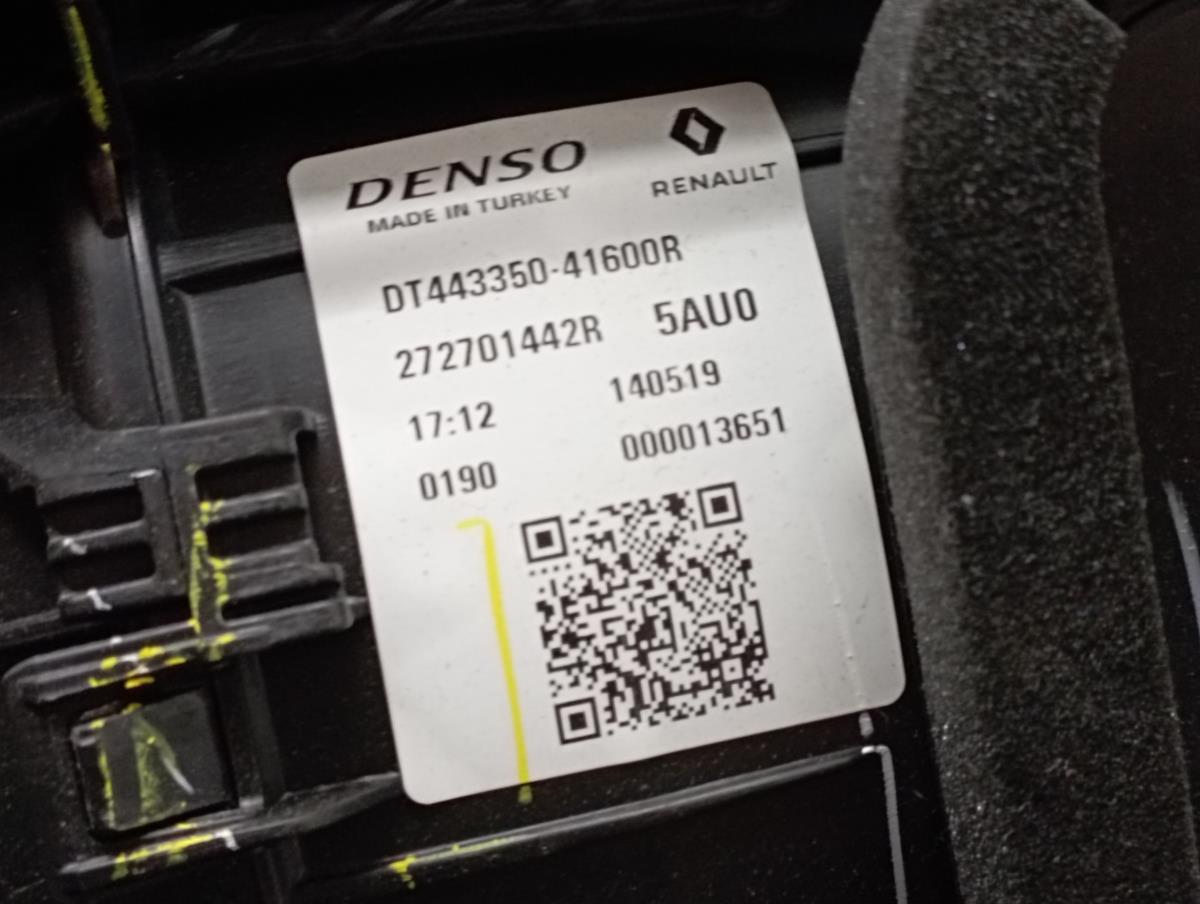 DENSO
MADE IN TURKEY
RENAULT
DT443350-41600R
272701442R 5AU0
17:12 140519
0190 000013651